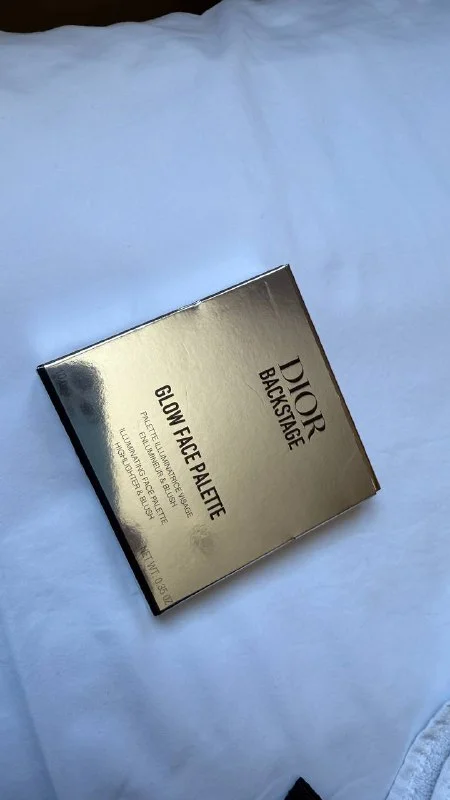 DIOR
BACKSTAGE
GLOW FACE PALETTE
PALETTE ILLUMINATRICE VISAGE
ENLUMINEUR & BLUSH
ILLUMINATING FACE PALETTE
HIGHLIGHTER & BLUSH
NET WT. 0.35 OZ